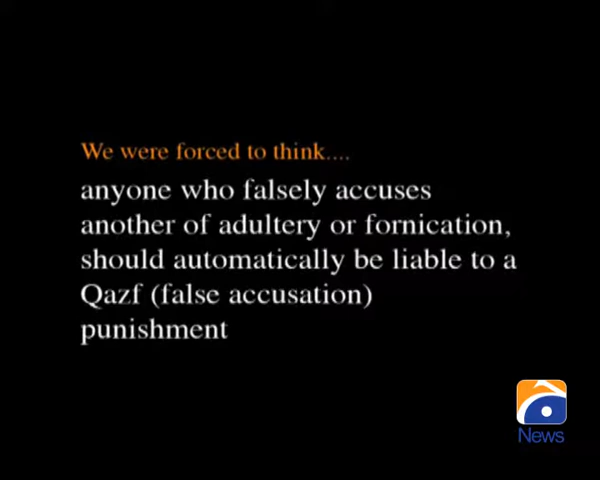 We were forced to think....
anyone who falsely accuses
another of adultery or fornication,
should automatically be liable to a
Qazf (false accusation)
punishment
News